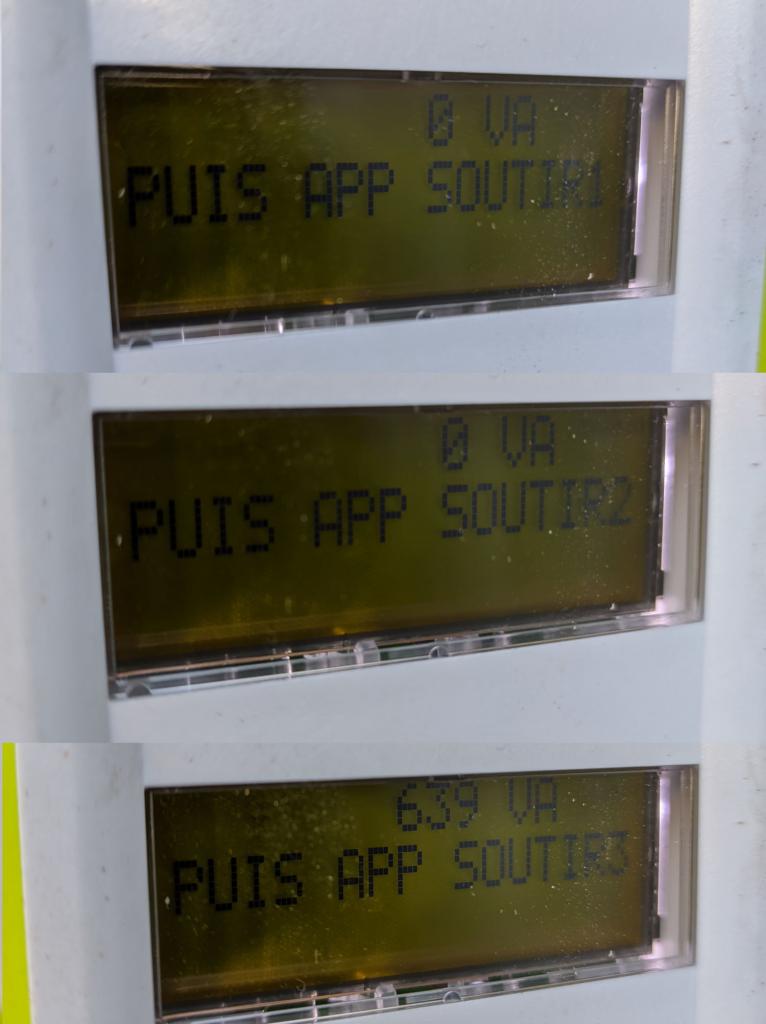 0 VA
PUIS APP SOUTIR1
0 VA
PUIS APP SOUTIR2
639 VA
PUIS APP SOUTIR3